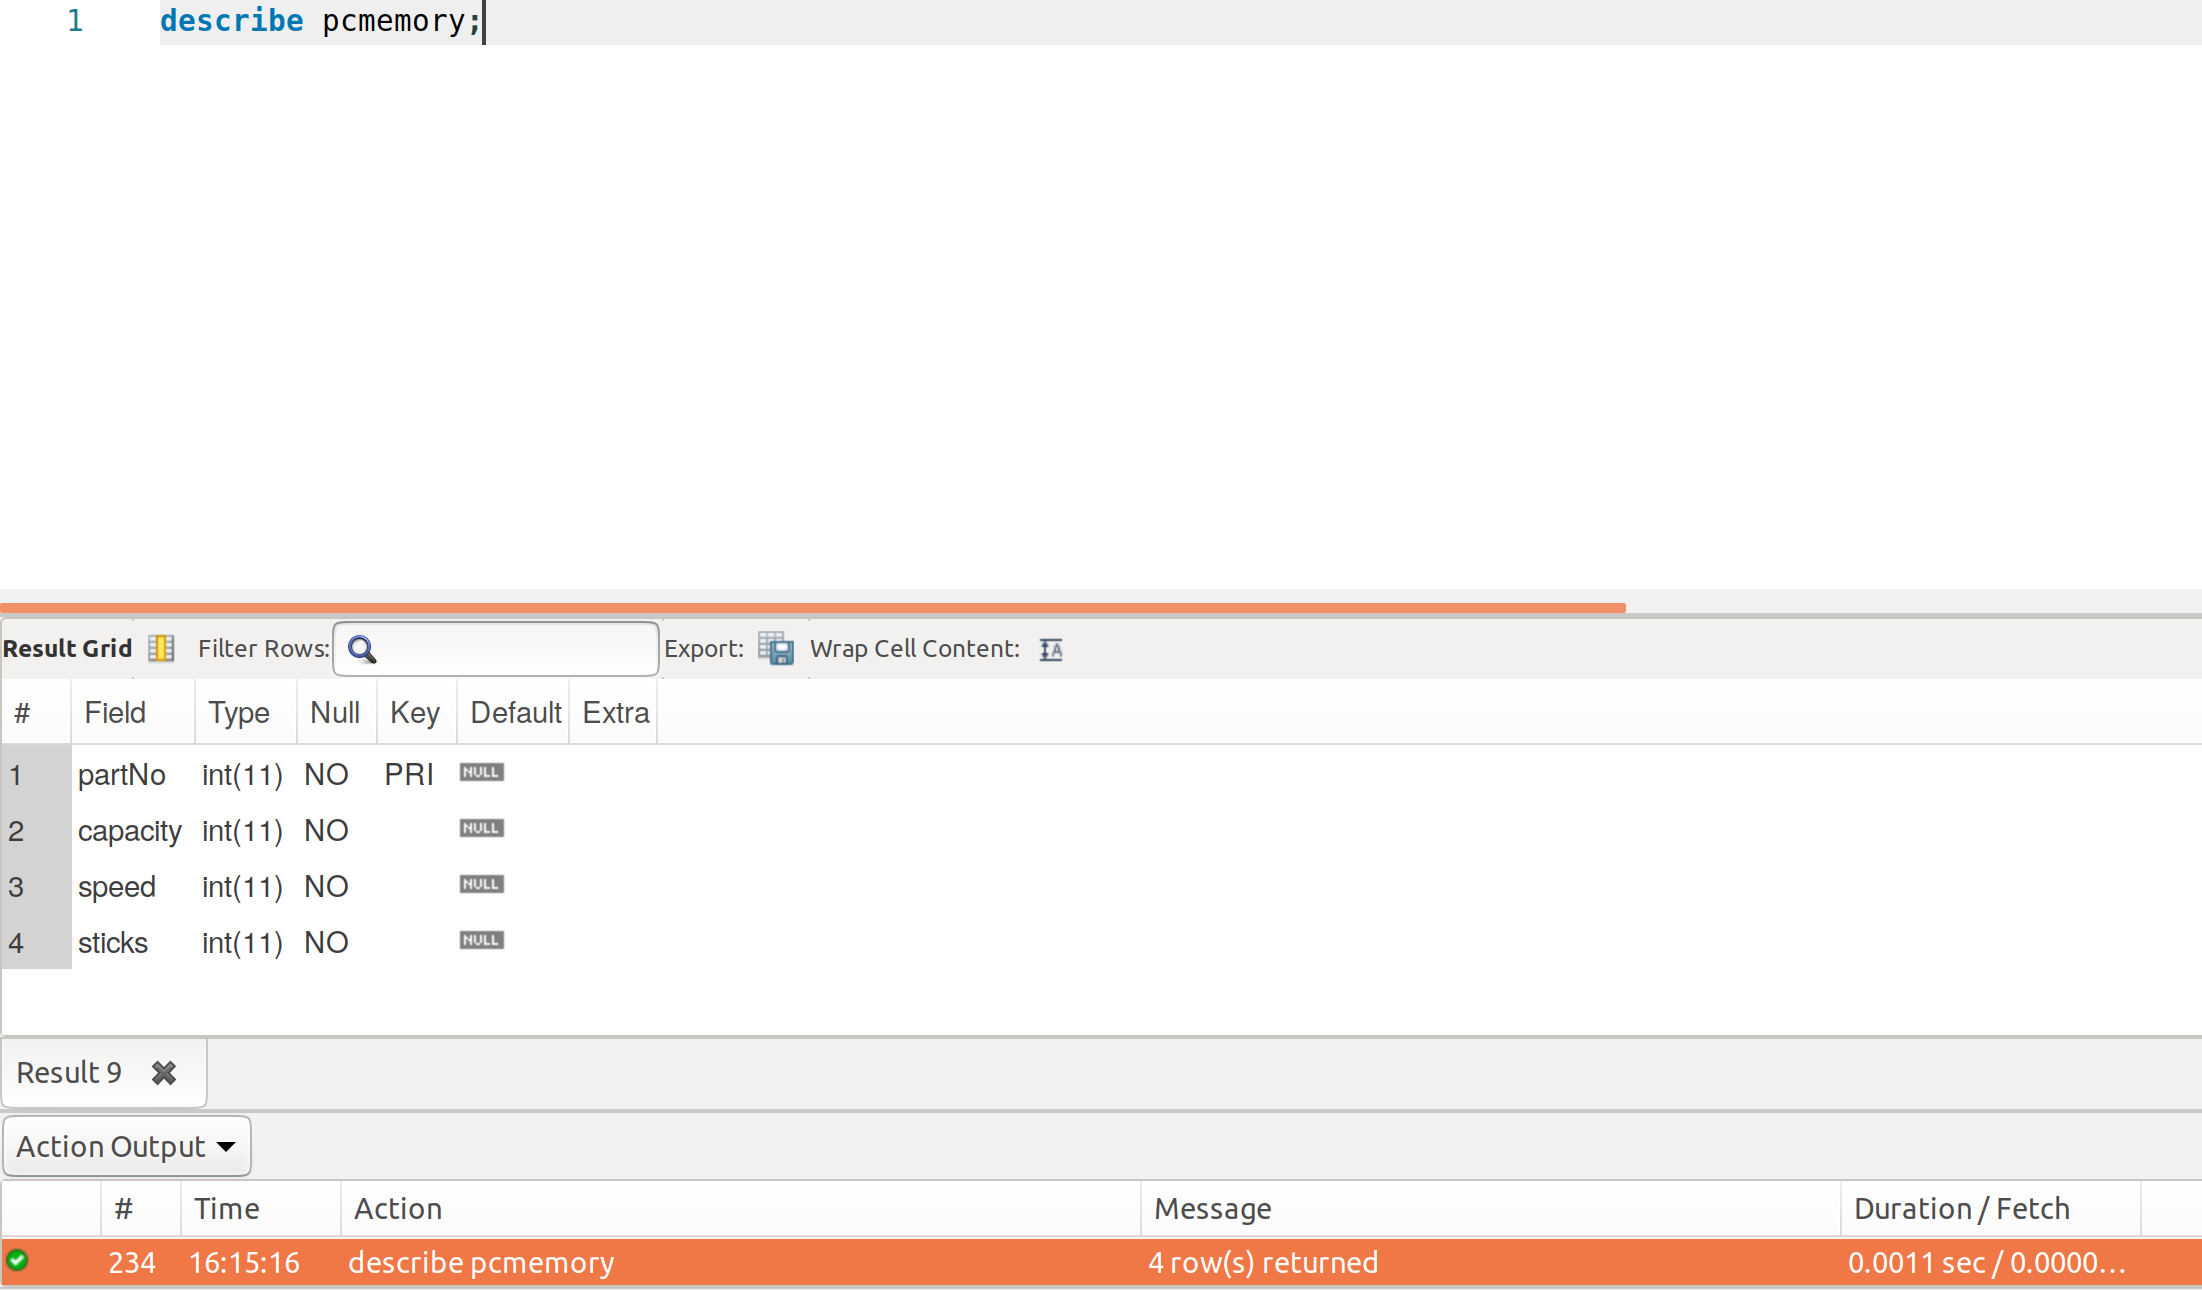 1 describe pcmemory;
Result Grid Filter Rows: Export: Wrap Cell Content:
# Field Type Null Key Default Extra
1 partNo int(11) NO PRI NULL
2 capacity int(11) NO NULL
3 speed int(11) NO NULL
4 sticks int(11) NO NULL
Result 9
Action Output
# Time Action Message Duration / Fetch
234 16:15:16 describe pcmemory 4 row(s) returned 0.0011 sec / 0.0000...